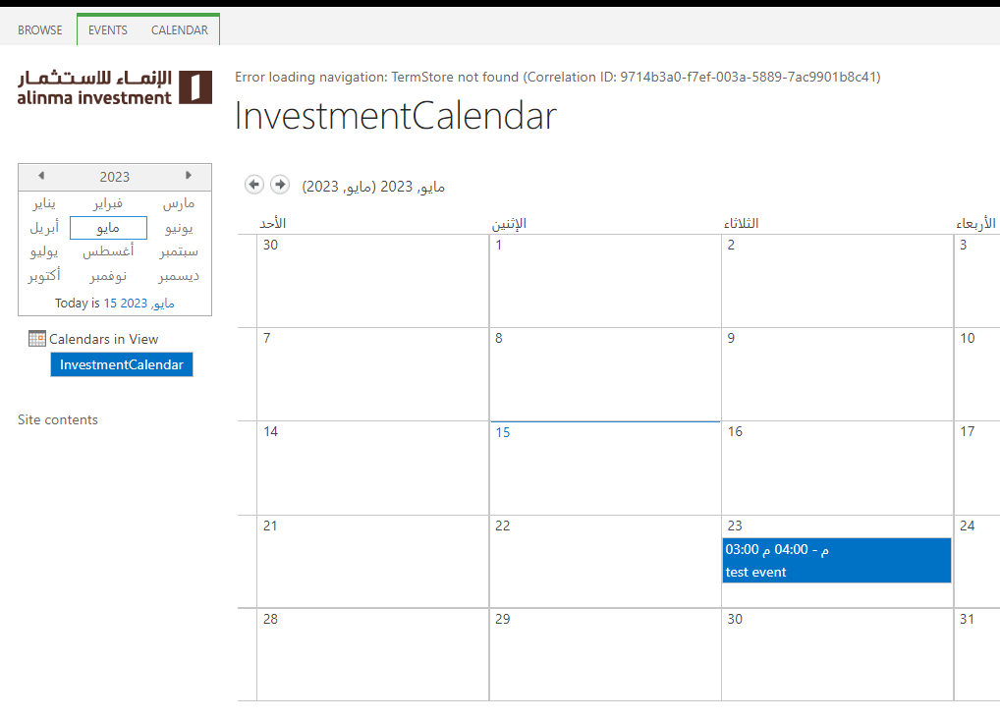 BROWSE EVENTS CALENDAR
الإنماء للاستثمار
alinma investment
Error loading navigation: TermStore not found (Correlation ID: 9714b3a0-f7ef-003a-5889-7ac9901b8c41)
InvestmentCalendar
2023
يناير فبراير مارس
أبريل مايو يونيو
يوليو أغسطس سبتمبر
أكتوبر نوفمبر ديسمبر
Today is 15 مايو, 2023
Calendars in View
InvestmentCalendar
Site contents
مايو, 2023 (مايو, 2023)
الأحد الإثنين الثلاثاء الأربعاء
30 1 2 3
7 8 9 10
14 15 16 17
21 22 23 24
03:00 م - 04:00 م
test event
28 29 30 31